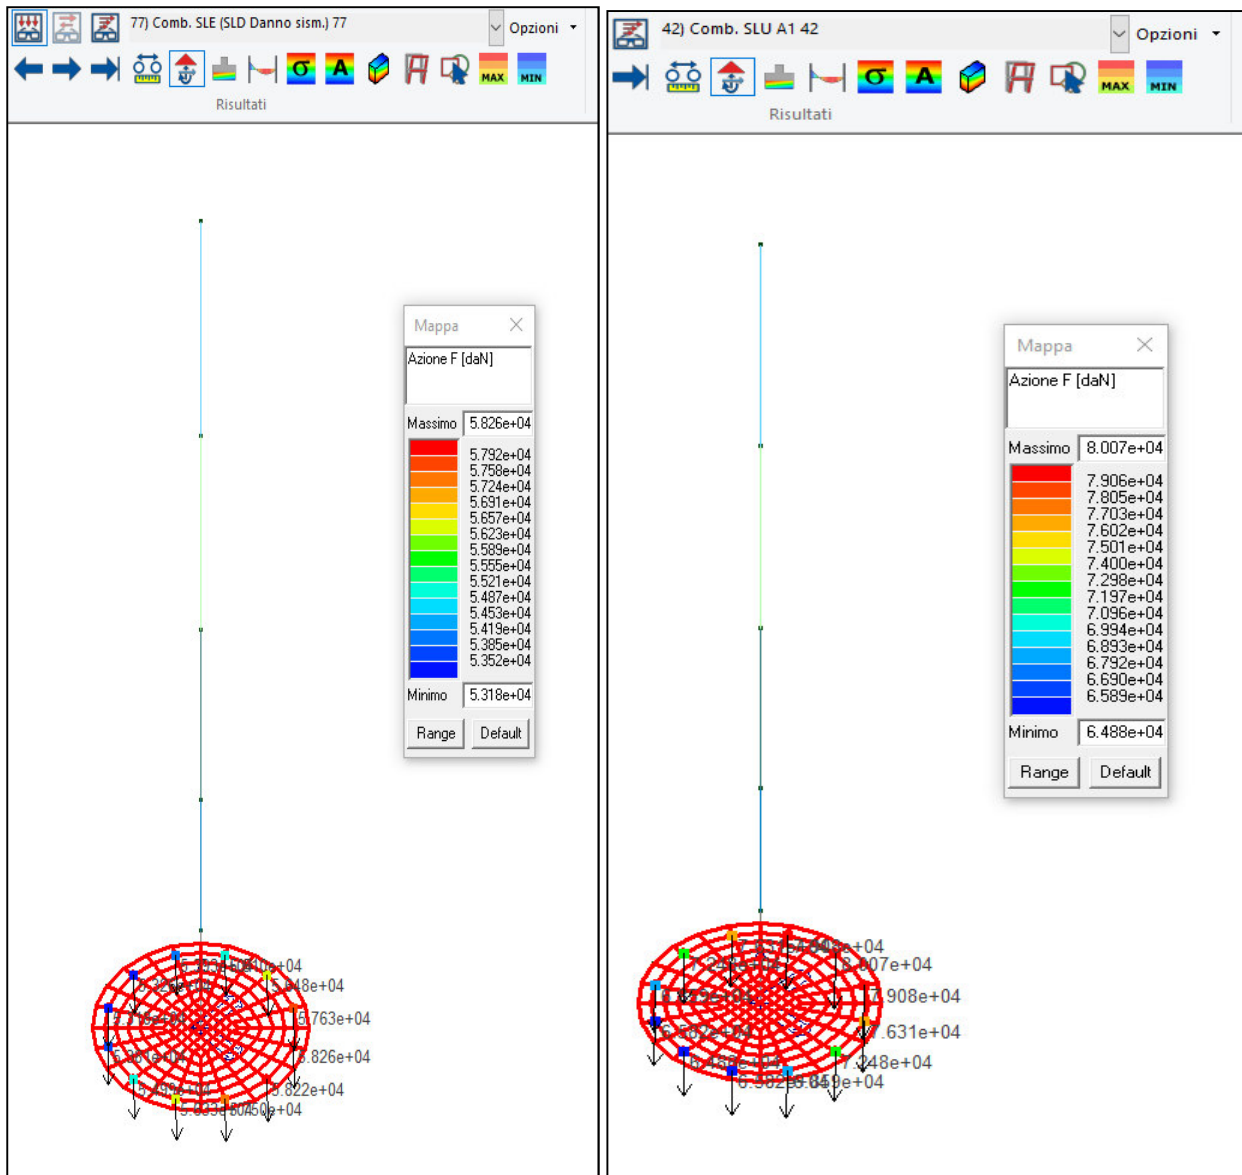 77) Comb. SLE (SLD Danno sism.) 77
Opzioni
σ A MAX MIN
Risultati
Mappa
Azione F [daN]
Massimo 5.826e+04
5.792e+04
5.758e+04
5.724e+04
5.691e+04
5.657e+04
5.623e+04
5.589e+04
5.555e+04
5.521e+04
5.487e+04
5.453e+04
5.419e+04
5.385e+04
5.352e+04
Minimo 5.318e+04
Range Default
5.648e+04
5.763e+04
5.826e+04
5.822e+04
42) Comb. SLU A1 42
Opzioni
σ A MAX MIN
Risultati
Mappa
Azione F [daN]
Massimo 8.007e+04
7.906e+04
7.805e+04
7.703e+04
7.602e+04
7.501e+04
7.400e+04
7.298e+04
7.197e+04
7.096e+04
6.994e+04
6.893e+04
6.792e+04
6.690e+04
6.589e+04
Minimo 6.488e+04
Range Default
8.007e+04
7.908e+04
7.631e+04
7.248e+04